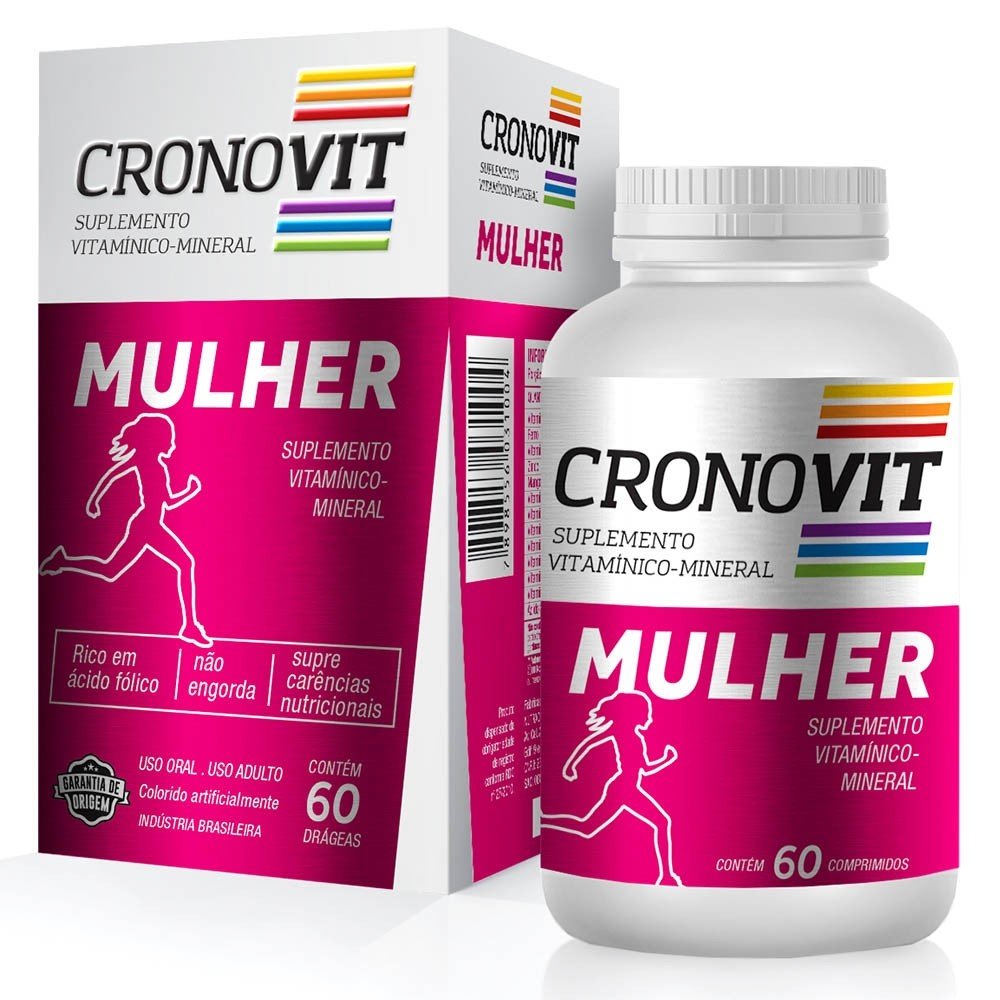 CRONOVIT
SUPLEMENTO
VITAMÍNICO-MINERAL
MULHER
SUPLEMENTO
VITAMÍNICO-
MINERAL
Rico em
ácido fólico
não
engorda
supre
carências
nutricionais
GARANTIA DE
ORIGEM
USO ORAL . USO ADULTO
Colorido artificialmente
INDÚSTRIA BRASILEIRA
CONTÉM
60
DRÁGEAS
CRONOVIT
SUPLEMENTO
VITAMÍNICO-MINERAL
MULHER
7898556031004
CRONOVIT
SUPLEMENTO
VITAMÍNICO-MINERAL
MULHER
SUPLEMENTO
VITAMÍNICO-
MINERAL
CONTÉM 60 COMPRIMIDOS